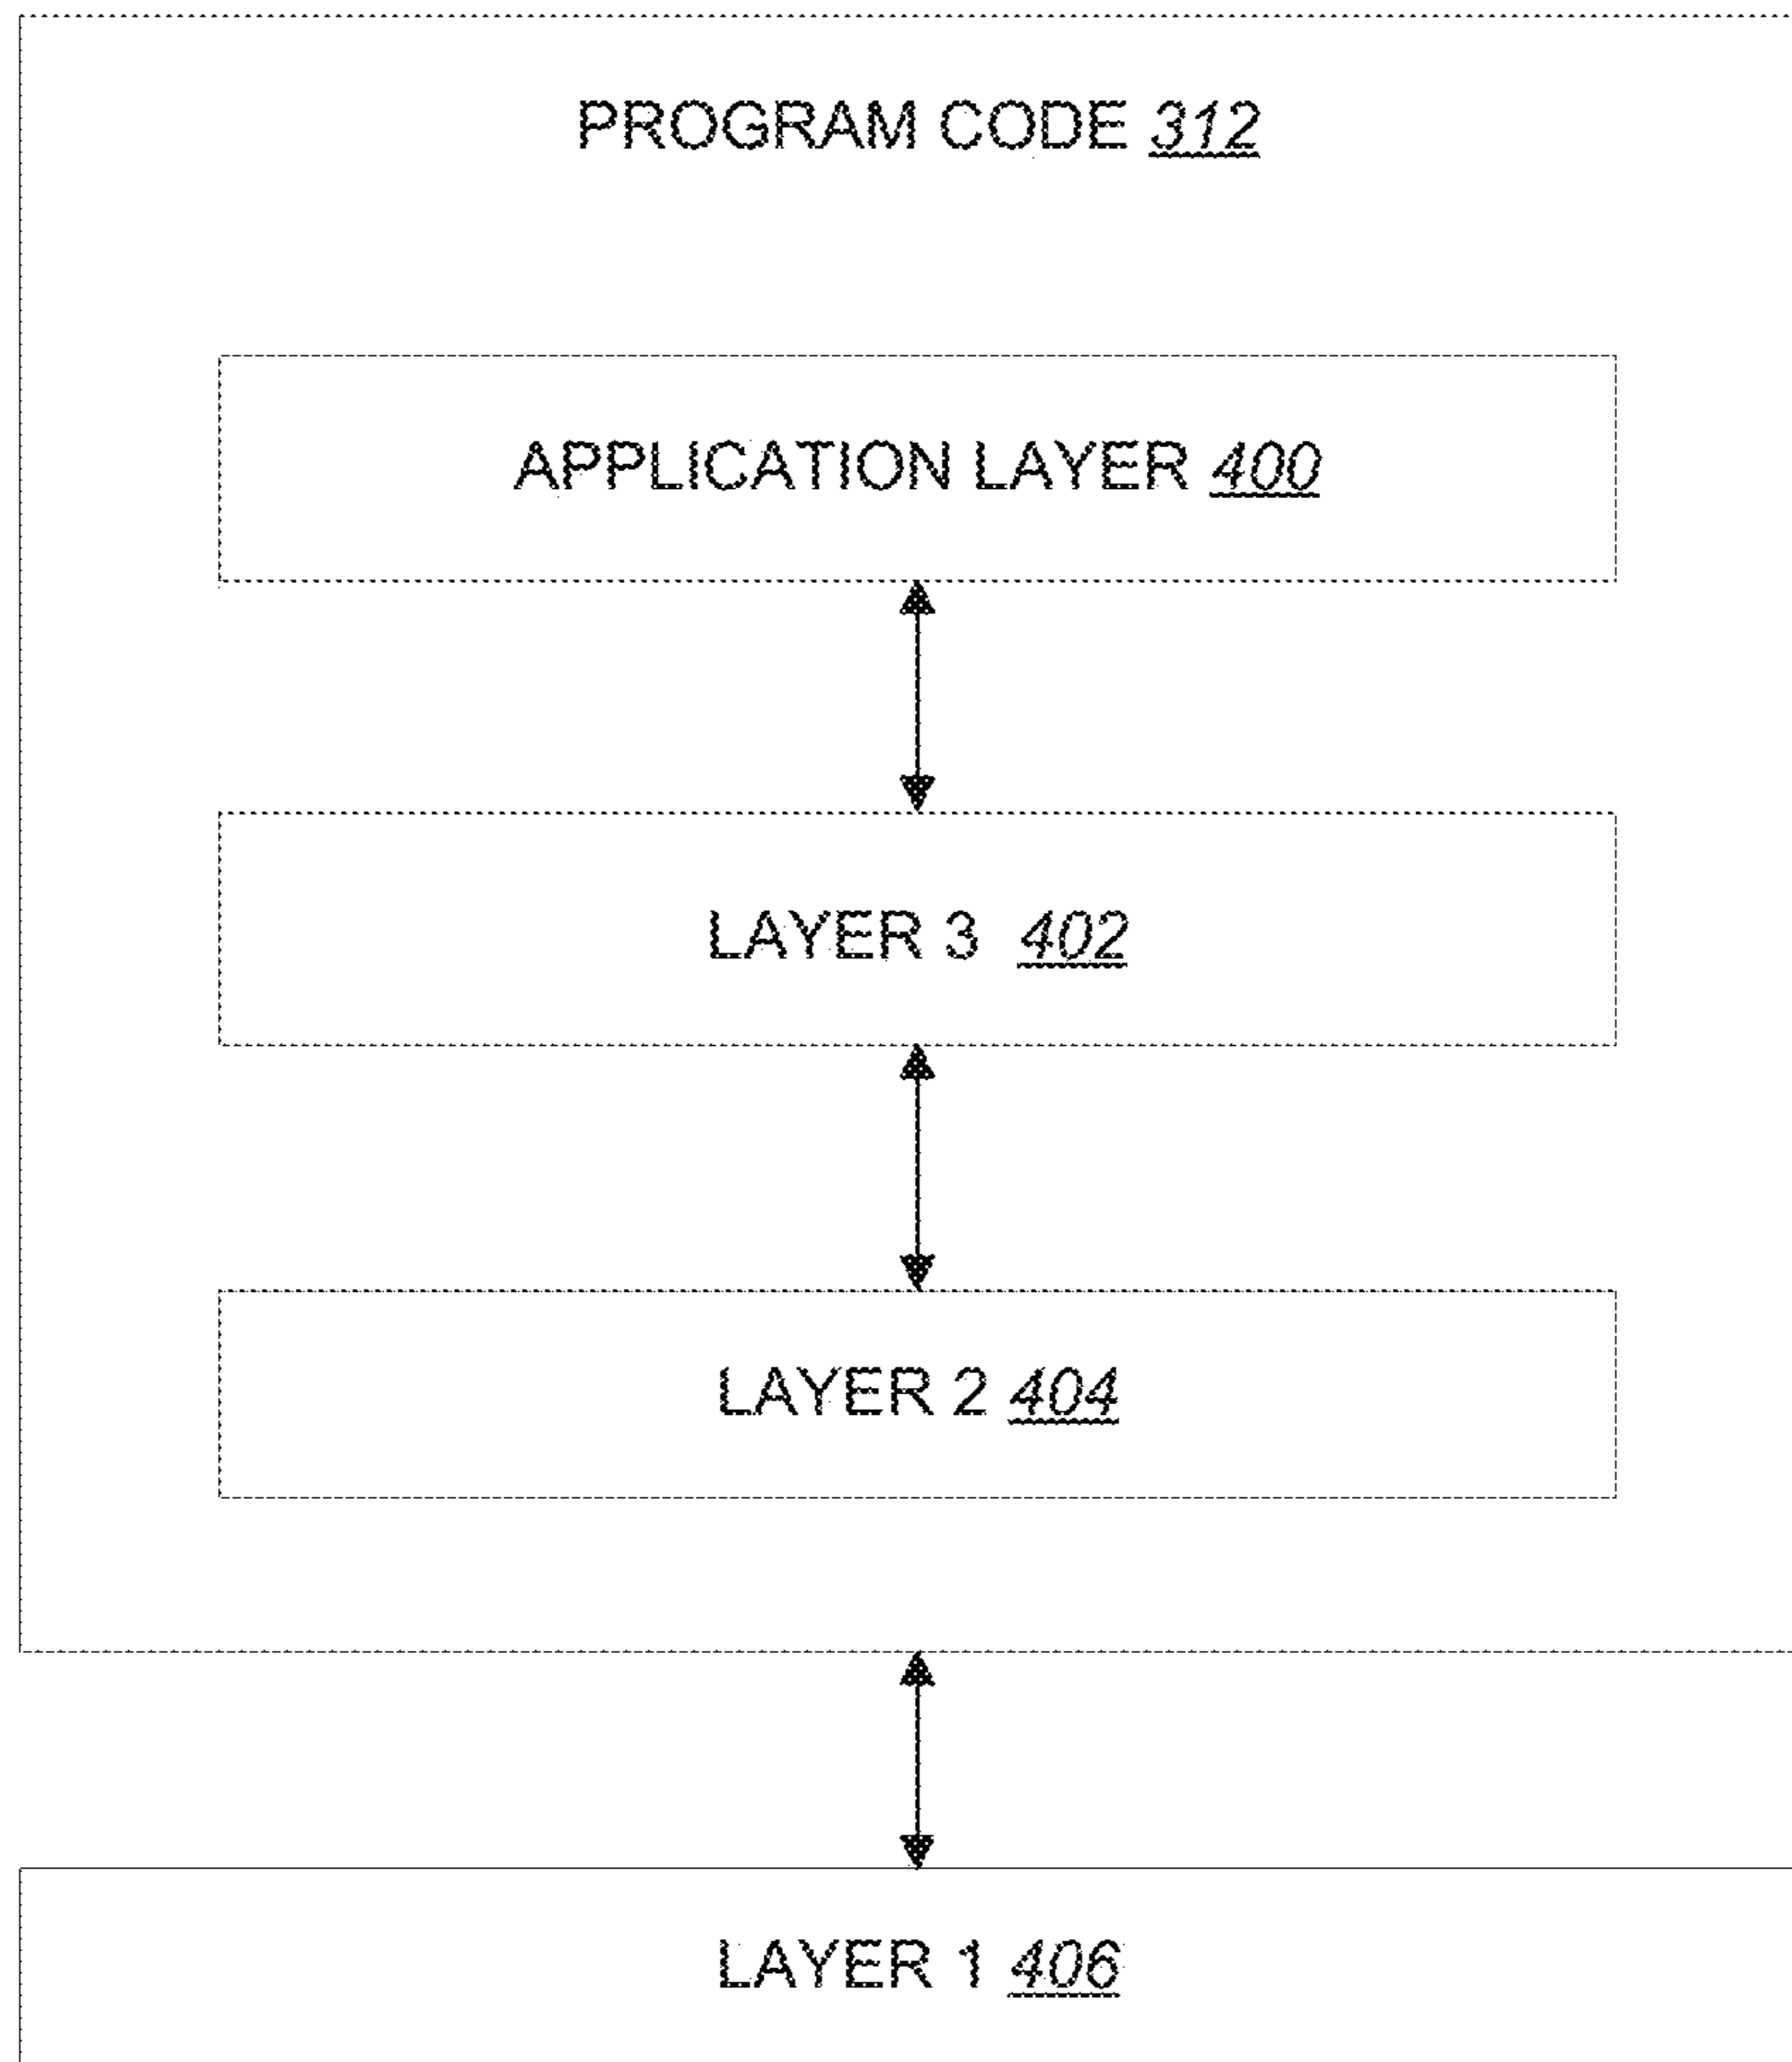 PROGRAM CODE 312
APPLICATION LAYER 400
LAYER 3 402
LAYER 2 404
LAYER 1 406